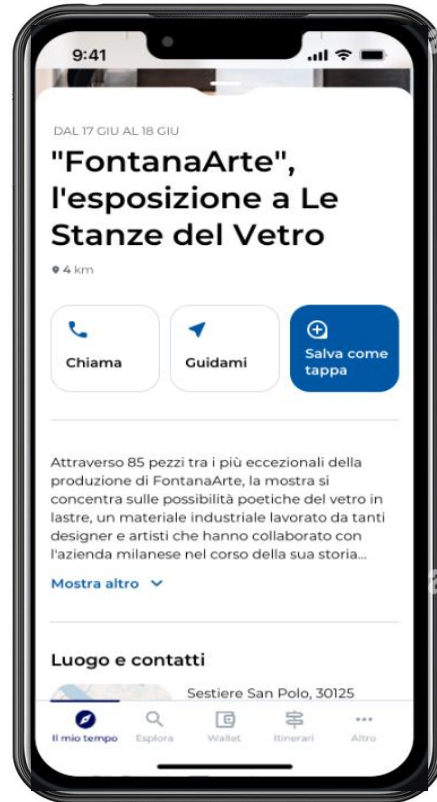 9:41
DAL 17 GIU AL 18 GIU
"FontanaArte",
l'esposizione a Le
Stanze del Vetro
4 km
Chiama
Guidami
Salva come
tappa
Attraverso 85 pezzi tra i più eccezionali della
produzione di FontanaArte, la mostra si
concentra sulle possibilità poetiche del vetro in
lastre, un materiale industriale lavorato da tanti
designer e artisti che hanno collaborato con
l'azienda milanese nel corso della sua storia...
Mostra altro
Luogo e contatti
Sestiere San Polo, 30125
Il mio tempo
Esplora
Wallet
Itinerari
Altro